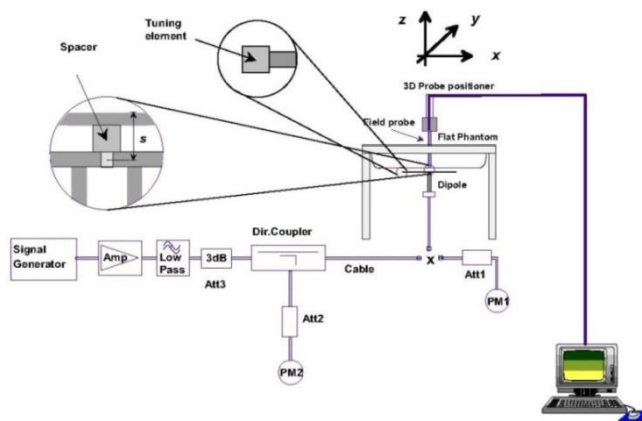 Tuning
element
Spacer
s
z
y
x
3D Probe positioner
Field probe
Flat Phantom
Dipole
Signal
Generator
Amp
Low
Pass
3dB
Att3
Dir.Coupler
Cable
x
Att1
PM1
Att2
PM2